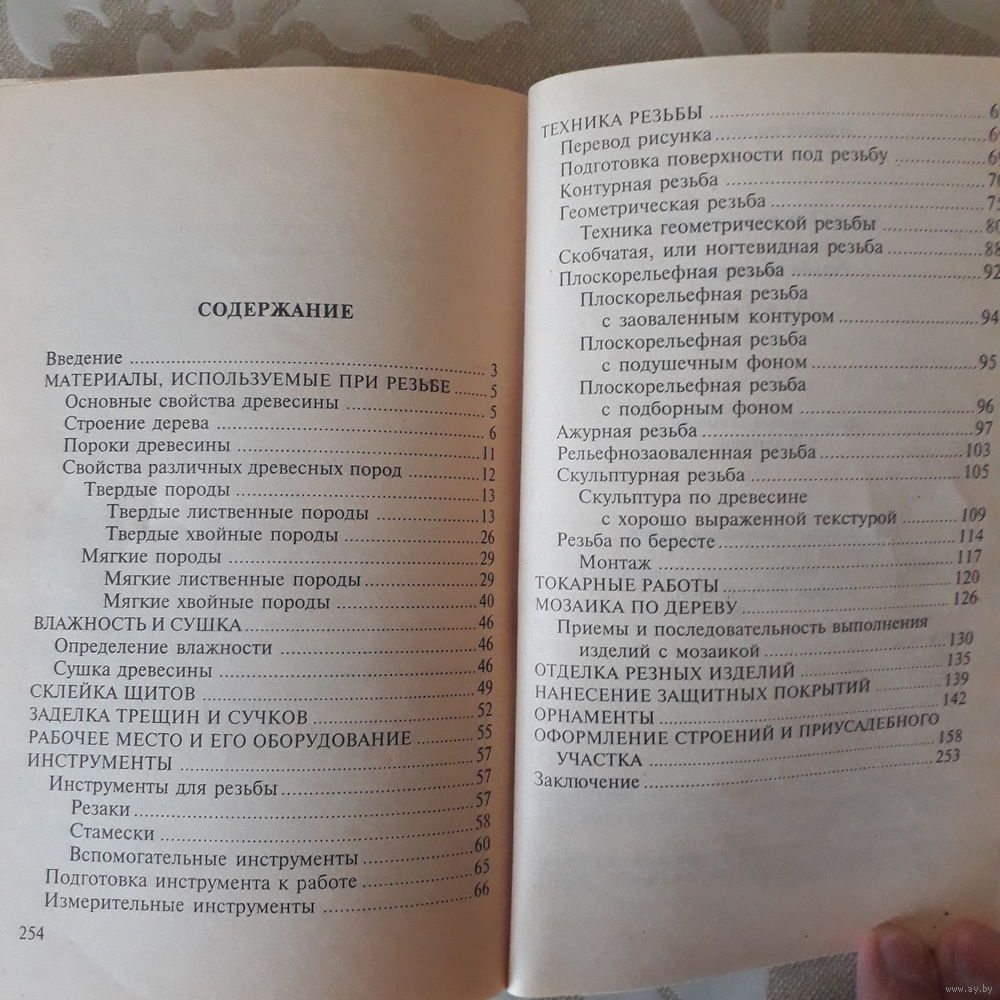 СОДЕРЖАНИЕ
Введение ........ 3
МАТЕРИАЛЫ, ИСПОЛЬЗУЕМЫЕ ПРИ РЕЗЬБЕ ........ 5
Основные свойства древесины ........ 5
Строение дерева ........ 6
Пороки древесины ........ 11
Свойства различных древесных пород ........ 12
Твердые породы ........ 13
Твердые лиственные породы ........ 13
Твердые хвойные породы ........ 26
Мягкие породы ........ 29
Мягкие лиственные породы ........ 29
Мягкие хвойные породы ........ 40
ВЛАЖНОСТЬ И СУШКА ........ 46
Определение влажности ........ 46
Сушка древесины ........ 46
СКЛЕЙКА ЩИТОВ ........ 49
ЗАДЕЛКА ТРЕЩИН И СУЧКОВ ........ 52
РАБОЧЕЕ МЕСТО И ЕГО ОБОРУДОВАНИЕ ........ 55
ИНСТРУМЕНТЫ ........ 57
Инструменты для резьбы ........ 57
Резаки ........ 57
Стамески ........ 58
Вспомогательные инструменты ........ 60
Подготовка инструмента к работе ........ 65
Измерительные инструменты ........ 66
254
ТЕХНИКА РЕЗЬБЫ ........
Перевод рисунка ........
Подготовка поверхности под резьбу ........ 69
Контурная резьба ........ 70
Геометрическая резьба ........ 75
Техника геометрической резьбы ........ 80
Скобчатая, или ногтевидная резьба ........ 88
Плоскорельефная резьба ........ 92
Плоскорельефная резьба
с заоваленным контуром ........ 94
Плоскорельефная резьба
с подушечным фоном ........ 95
Плоскорельефная резьба
с подборным фоном ........ 96
Ажурная резьба ........ 97
Рельефнозаоваленная резьба ........ 103
Скульптурная резьба ........ 105
Скульптура по древесине
с хорошо выраженной текстурой ........ 109
Резьба по бересте ........ 114
Монтаж ........ 117
ТОКАРНЫЕ РАБОТЫ ........ 120
МОЗАИКА ПО ДЕРЕВУ ........ 126
Приемы и последовательность выполнения
изделий с мозаикой ........ 130
ОТДЕЛКА РЕЗНЫХ ИЗДЕЛИЙ ........ 135
НАНЕСЕНИЕ ЗАЩИТНЫХ ПОКРЫТИЙ ........ 139
ОРНАМЕНТЫ ........ 142
ОФОРМЛЕНИЕ СТРОЕНИЙ И ПРИУСАДЕБНОГО
УЧАСТКА ........ 158
Заключение ........ 253
www.ay.by